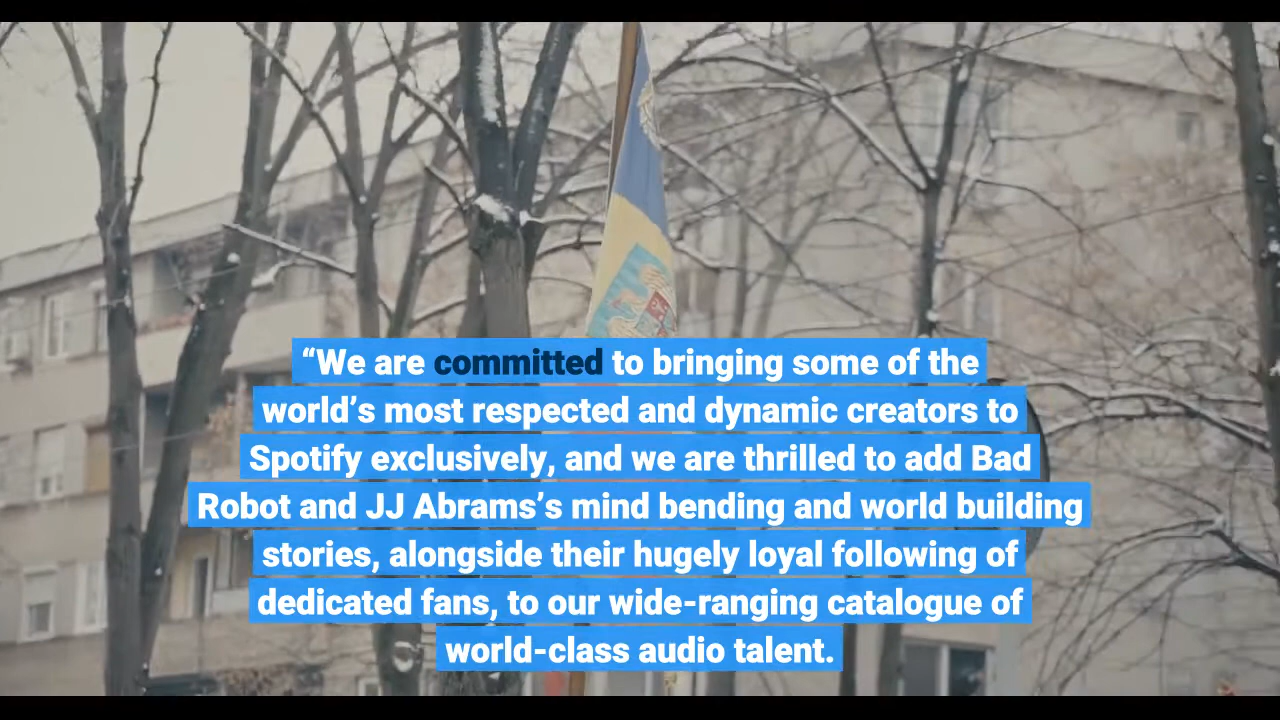 “We are committed to bringing some of the
world’s most respected and dynamic creators to
Spotify exclusively, and we are thrilled to add Bad
Robot and JJ Abrams’s mind bending and world building
stories, alongside their hugely loyal following of
dedicated fans, to our wide-ranging catalogue of
world-class audio talent.